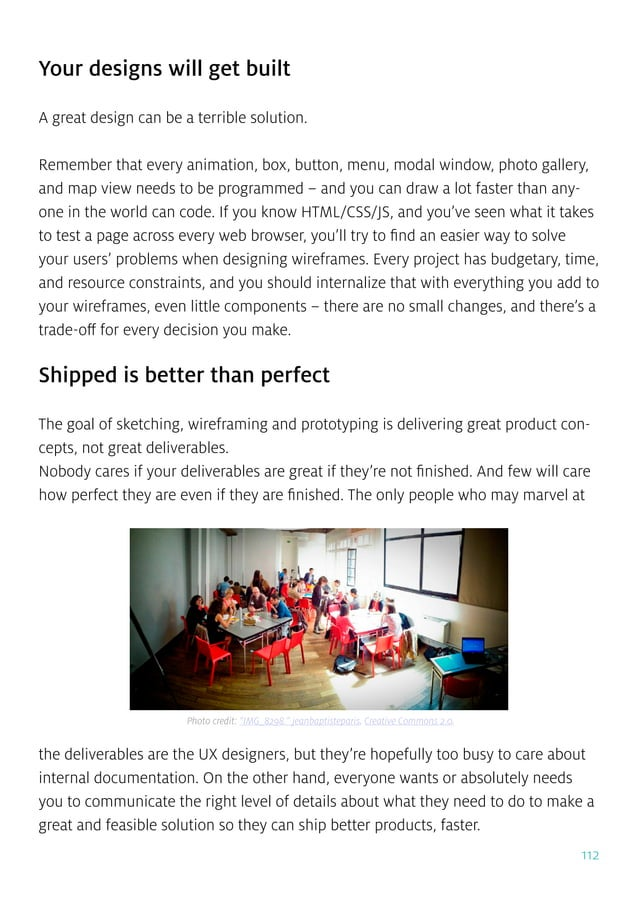 Your designs will get built
A great design can be a terrible solution.
Remember that every animation, box, button, menu, modal window, photo gallery,
and map view needs to be programmed – and you can draw a lot faster than any-
one in the world can code. If you know HTML/CSS/JS, and you’ve seen what it takes
to test a page across every web browser, you’ll try to find an easier way to solve
your users’ problems when designing wireframes. Every project has budgetary, time,
and resource constraints, and you should internalize that with everything you add to
your wireframes, even little components – there are no small changes, and there’s a
trade-off for every decision you make.
Shipped is better than perfect
The goal of sketching, wireframing and prototyping is delivering great product con-
cepts, not great deliverables.
Nobody cares if your deliverables are great if they’re not finished. And few will care
how perfect they are even if they are finished. The only people who may marvel at
Photo credit: “IMG_8298.” jeanbaptisteparis. Creative Commons 2.0.
the deliverables are the UX designers, but they’re hopefully too busy to care about
internal documentation. On the other hand, everyone wants or absolutely needs
you to communicate the right level of details about what they need to do to make a
great and feasible solution so they can ship better products, faster.
112